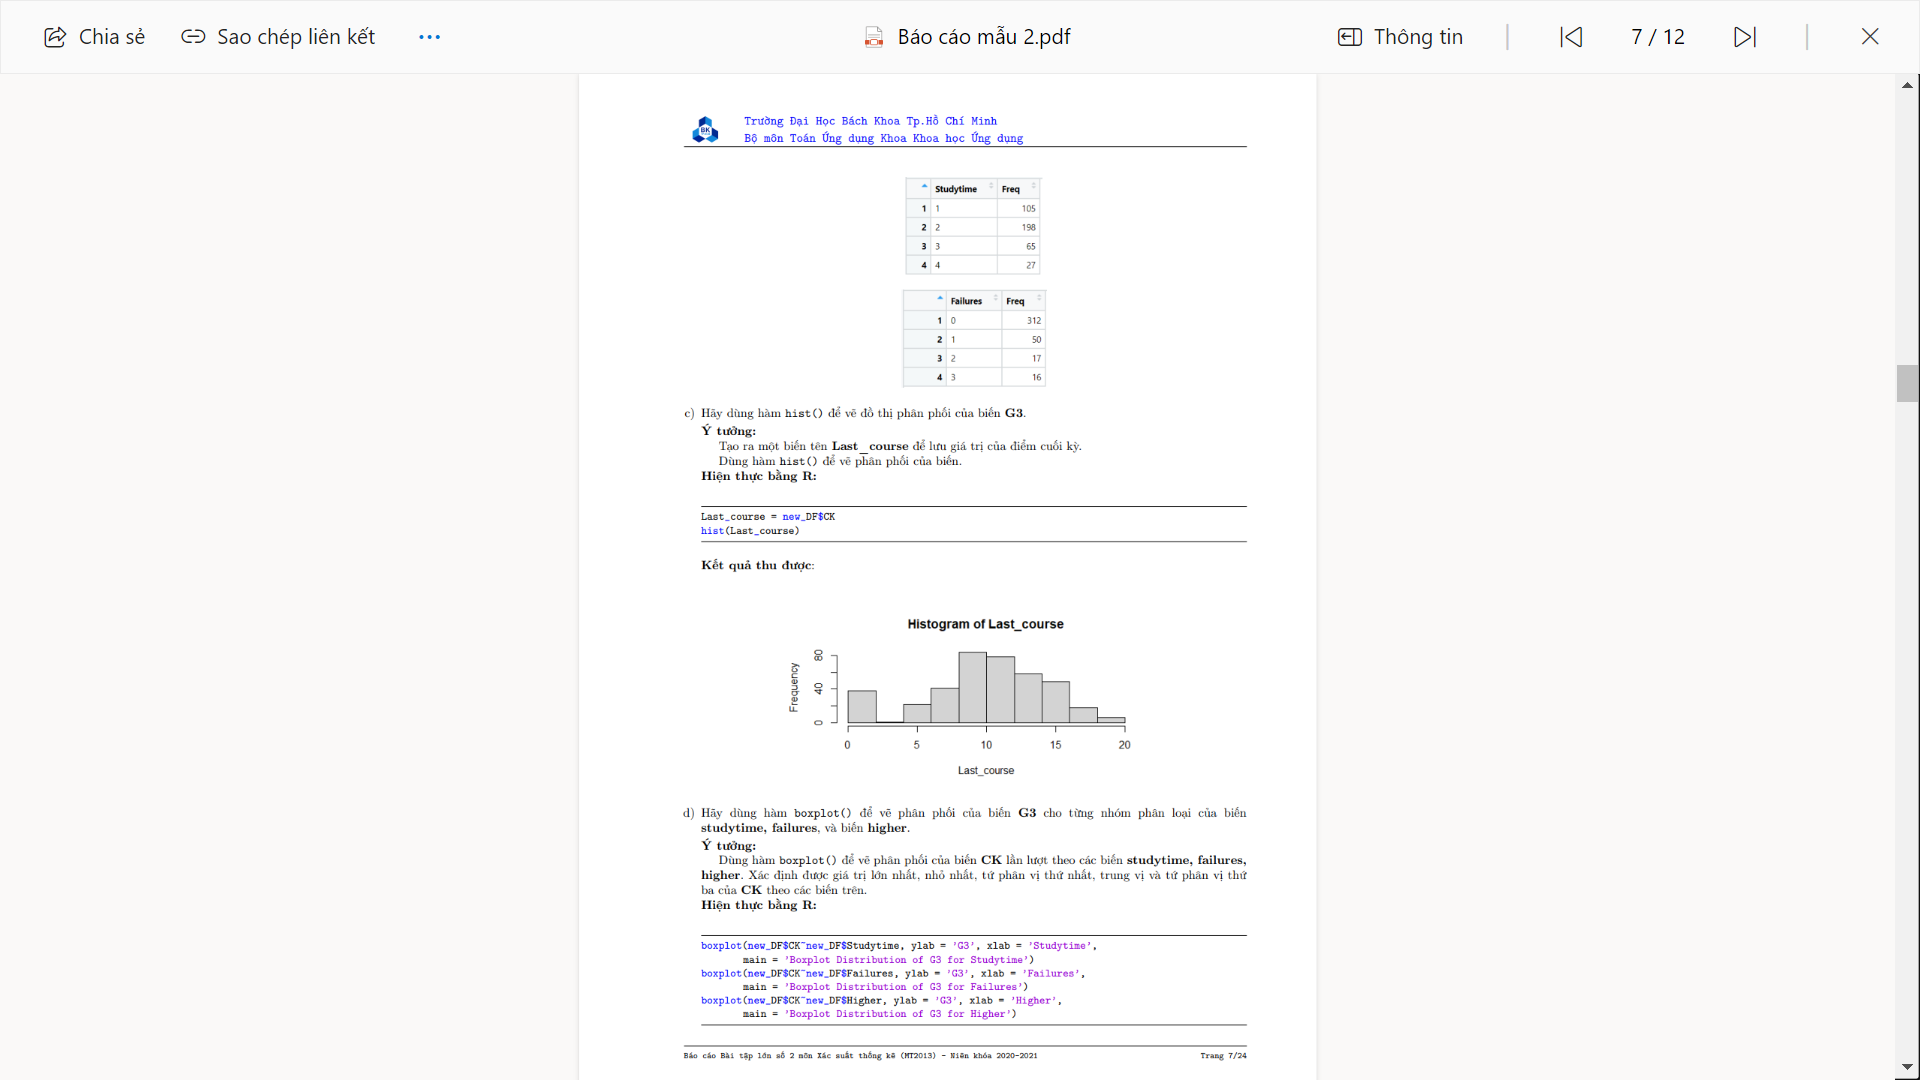 Chia sẻ
Sao chép liên kết
Báo cáo mẫu 2.pdf
Thông tin
7 / 12
BK
Trường Đại Học Bách Khoa Tp.Hồ Chí Minh
Bộ môn Toán Ứng dụng Khoa Khoa học Ứng dụng
Studytime Freq
1 1 105
2 2 198
3 3 65
4 4 27
Failures Freq
1 0 312
2 1 50
3 2 17
4 3 16
c) Hãy dùng hàm hist() để vẽ đồ thị phân phối của biến G3.
Ý tưởng:
Tạo ra một biến tên Last_course để lưu giá trị của điểm cuối kỳ.
Dùng hàm hist() để vẽ phân phối của biến.
Hiện thực bằng R:
Last_course = new_DF$CK
hist(Last_course)
Kết quả thu được:
Histogram of Last_course
Frequency
0 40 80
0 5 10 15 20
Last_course
d) Hãy dùng hàm boxplot() để vẽ phân phối của biến G3 cho từng nhóm phân loại của biến
studytime, failures, và biến higher.
Ý tưởng:
Dùng hàm boxplot() để vẽ phân phối của biến CK lần lượt theo các biến studytime, failures,
higher. Xác định được giá trị lớn nhất, nhỏ nhất, tứ phân vị thứ nhất, trung vị và tứ phân vị thứ
ba của CK theo các biến trên.
Hiện thực bằng R:
boxplot(new_DF$CK~new_DF$Studytime, ylab = 'G3', xlab = 'Studytime',
main = 'Boxplot Distribution of G3 for Studytime')
boxplot(new_DF$CK~new_DF$Failures, ylab = 'G3', xlab = 'Failures',
main = 'Boxplot Distribution of G3 for Failures')
boxplot(new_DF$CK~new_DF$Higher, ylab = 'G3', xlab = 'Higher',
main = 'Boxplot Distribution of G3 for Higher')
Báo cáo Bài tập lớn số 2 môn Xác suất thống kê (MT2013) - Niên khóa 2020-2021
Trang 7/24